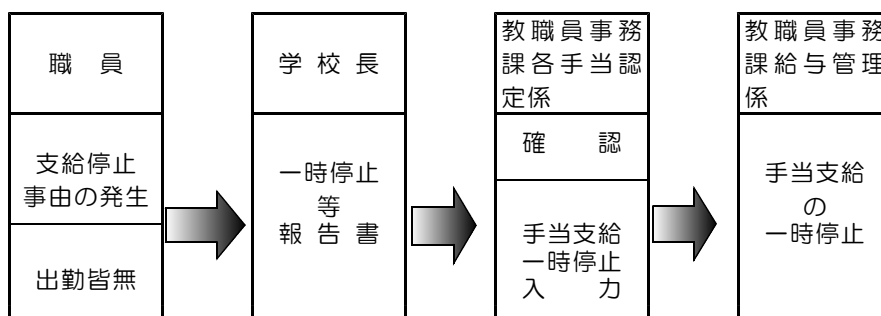 職　員
支給停止
事由の発生
出勤皆無
学 校 長
一時停止
等
報 告 書
教職員事務
課各手当認
定係
確　　認
手当支給
一時停止
入　　力
教職員事務
課給与管理
係
手当支給
の
一時停止